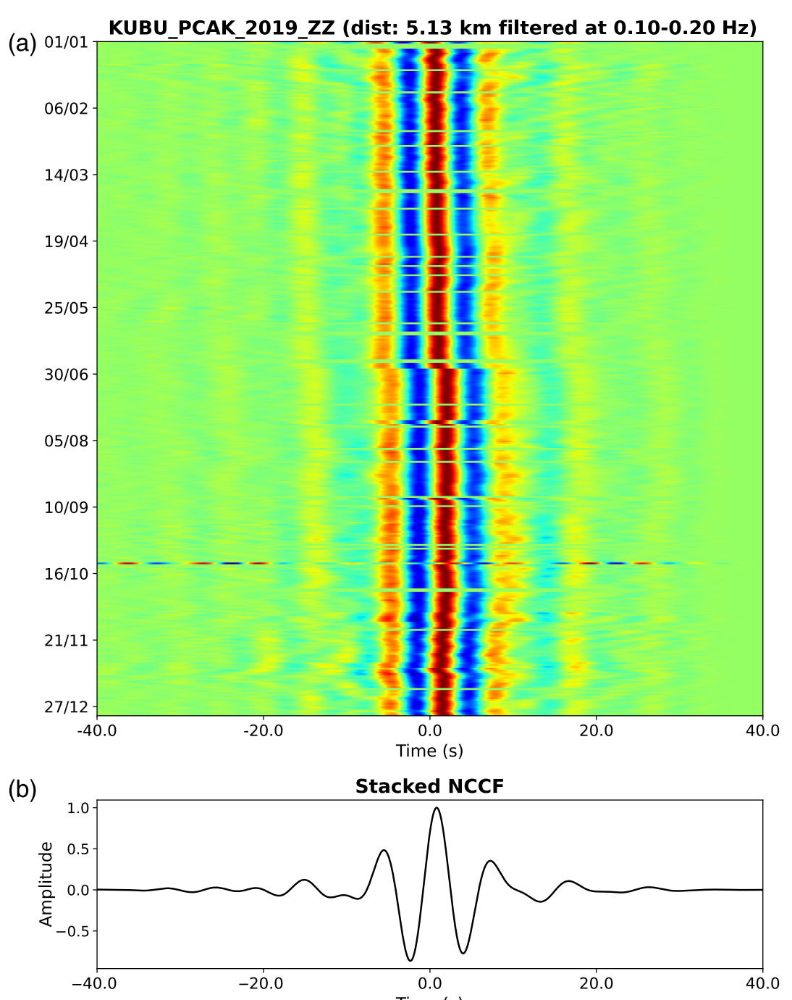 KUBU_PCAK_2019_ZZ (dist: 5.13 km filtered at 0.10-0.20 Hz)
(a)
01/01
06/02
14/03
19/04
25/05
30/06
05/08
10/09
16/10
21/11
27/12
-40.0 -20.0 0.0 20.0 40.0
Time (s)
(b)
Stacked NCCF
1.0
0.5
0.0
−0.5
Amplitude
−40.0 −20.0 0.0 20.0 40.0